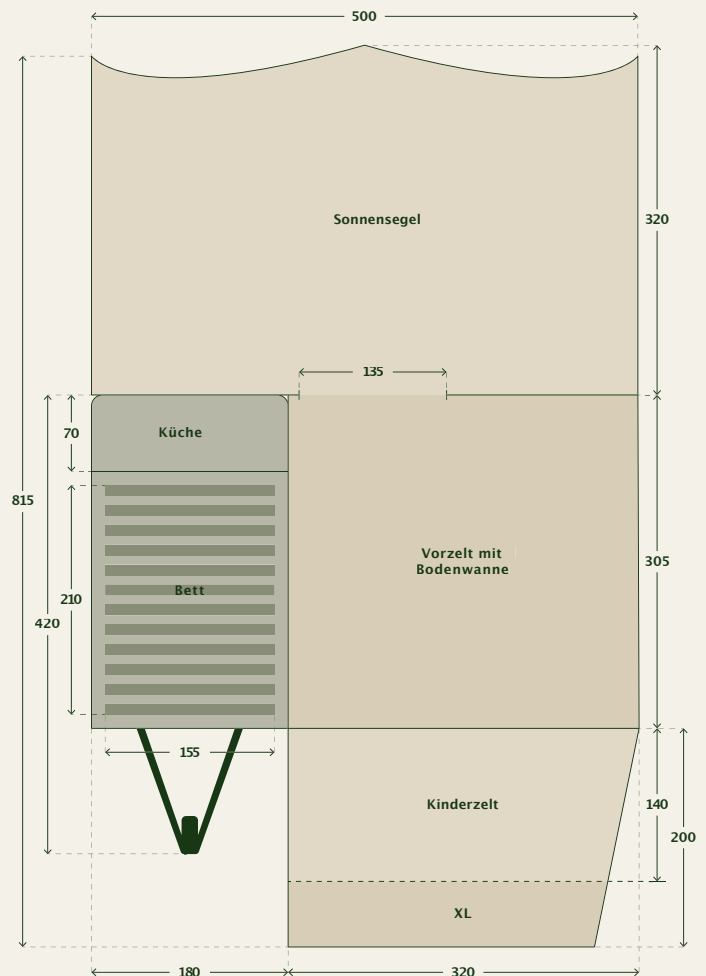 500
Sonnensegel
320
135
Küche
70
815
Vorzelt mit
Bodenwanne
305
Bett
210
420
155
Kinderzelt
140
200
XL
180
320